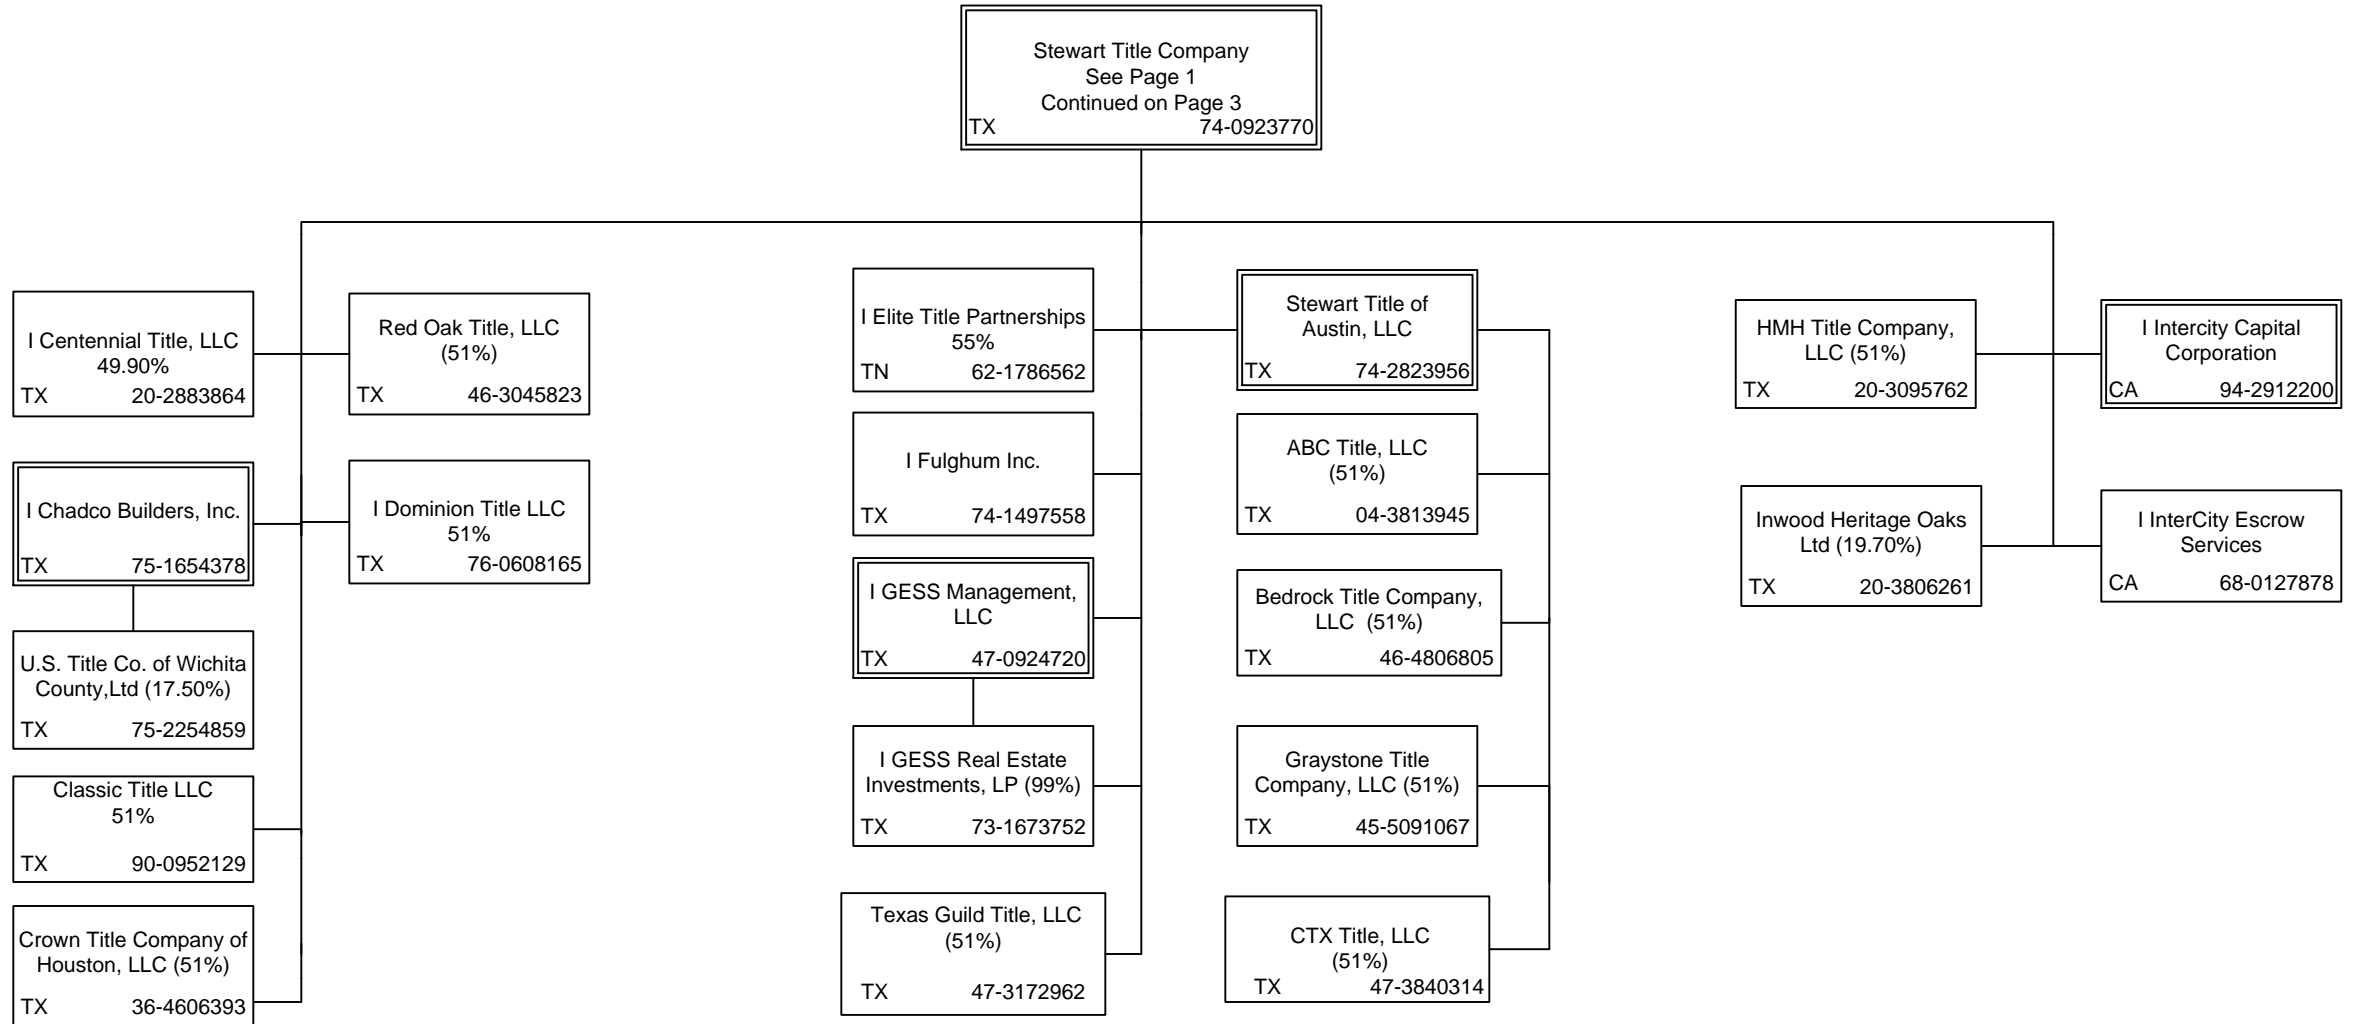 Stewart Title Company
See Page 1
Continued on Page 3
TX 74-0923770
I Centennial Title, LLC
49.90%
TX 20-2883864
Red Oak Title, LLC
(51%)
TX 46-3045823
I Chadco Builders, Inc.
TX 75-1654378
I Dominion Title LLC
51%
TX 76-0608165
U.S. Title Co. of Wichita
County,Ltd (17.50%)
TX 75-2254859
Classic Title LLC
51%
TX 90-0952129
Crown Title Company of
Houston, LLC (51%)
TX 36-4606393
I Elite Title Partnerships
55%
TN 62-1786562
I Fulghum Inc.
TX 74-1497558
I GESS Management,
LLC
TX 47-0924720
I GESS Real Estate
Investments, LP (99%)
TX 73-1673752
Texas Guild Title, LLC
(51%)
TX 47-3172962
Stewart Title of
Austin, LLC
TX 74-2823956
ABC Title, LLC
(51%)
TX 04-3813945
Bedrock Title Company,
LLC (51%)
TX 46-4806805
Graystone Title
Company, LLC (51%)
TX 45-5091067
CTX Title, LLC
(51%)
TX 47-3840314
HMH Title Company,
LLC (51%)
TX 20-3095762
I Intercity Capital
Corporation
CA 94-2912200
Inwood Heritage Oaks
Ltd (19.70%)
TX 20-3806261
I InterCity Escrow
Services
CA 68-0127878